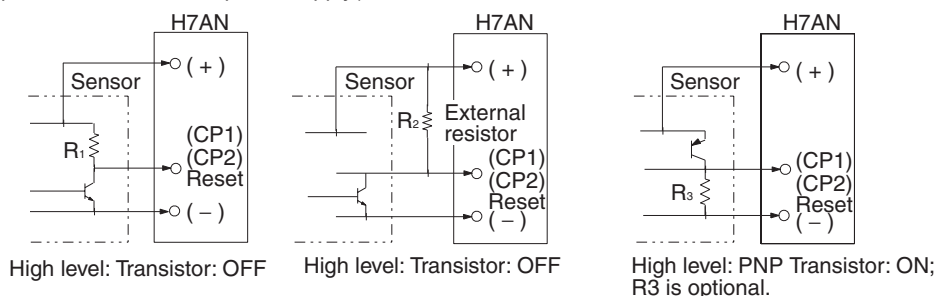 H7AN
( + )
Sensor
R1
(CP1)
(CP2)
Reset
( − )
High level: Transistor: OFF
H7AN
( + )
Sensor
R2
External
resistor
(CP1)
(CP2)
Reset
( − )
High level: Transistor: OFF
H7AN
( + )
Sensor
(CP1)
(CP2)
R3
Reset
( − )
High level: PNP Transistor: ON;
R3 is optional.